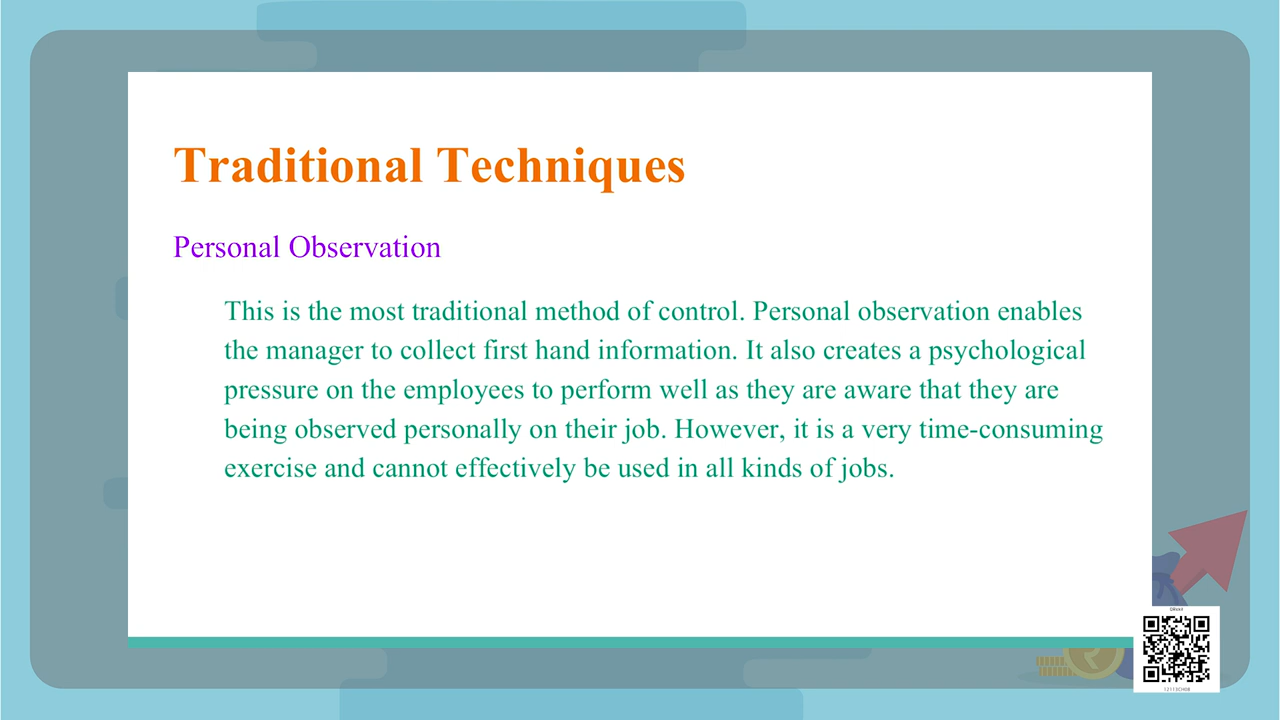 Traditional Techniques
Personal Observation
This is the most traditional method of control. Personal observation enables
the manager to collect first hand information. It also creates a psychological
pressure on the employees to perform well as they are aware that they are
being observed personally on their job. However, it is a very time-consuming
exercise and cannot effectively be used in all kinds of jobs.
12113CH08